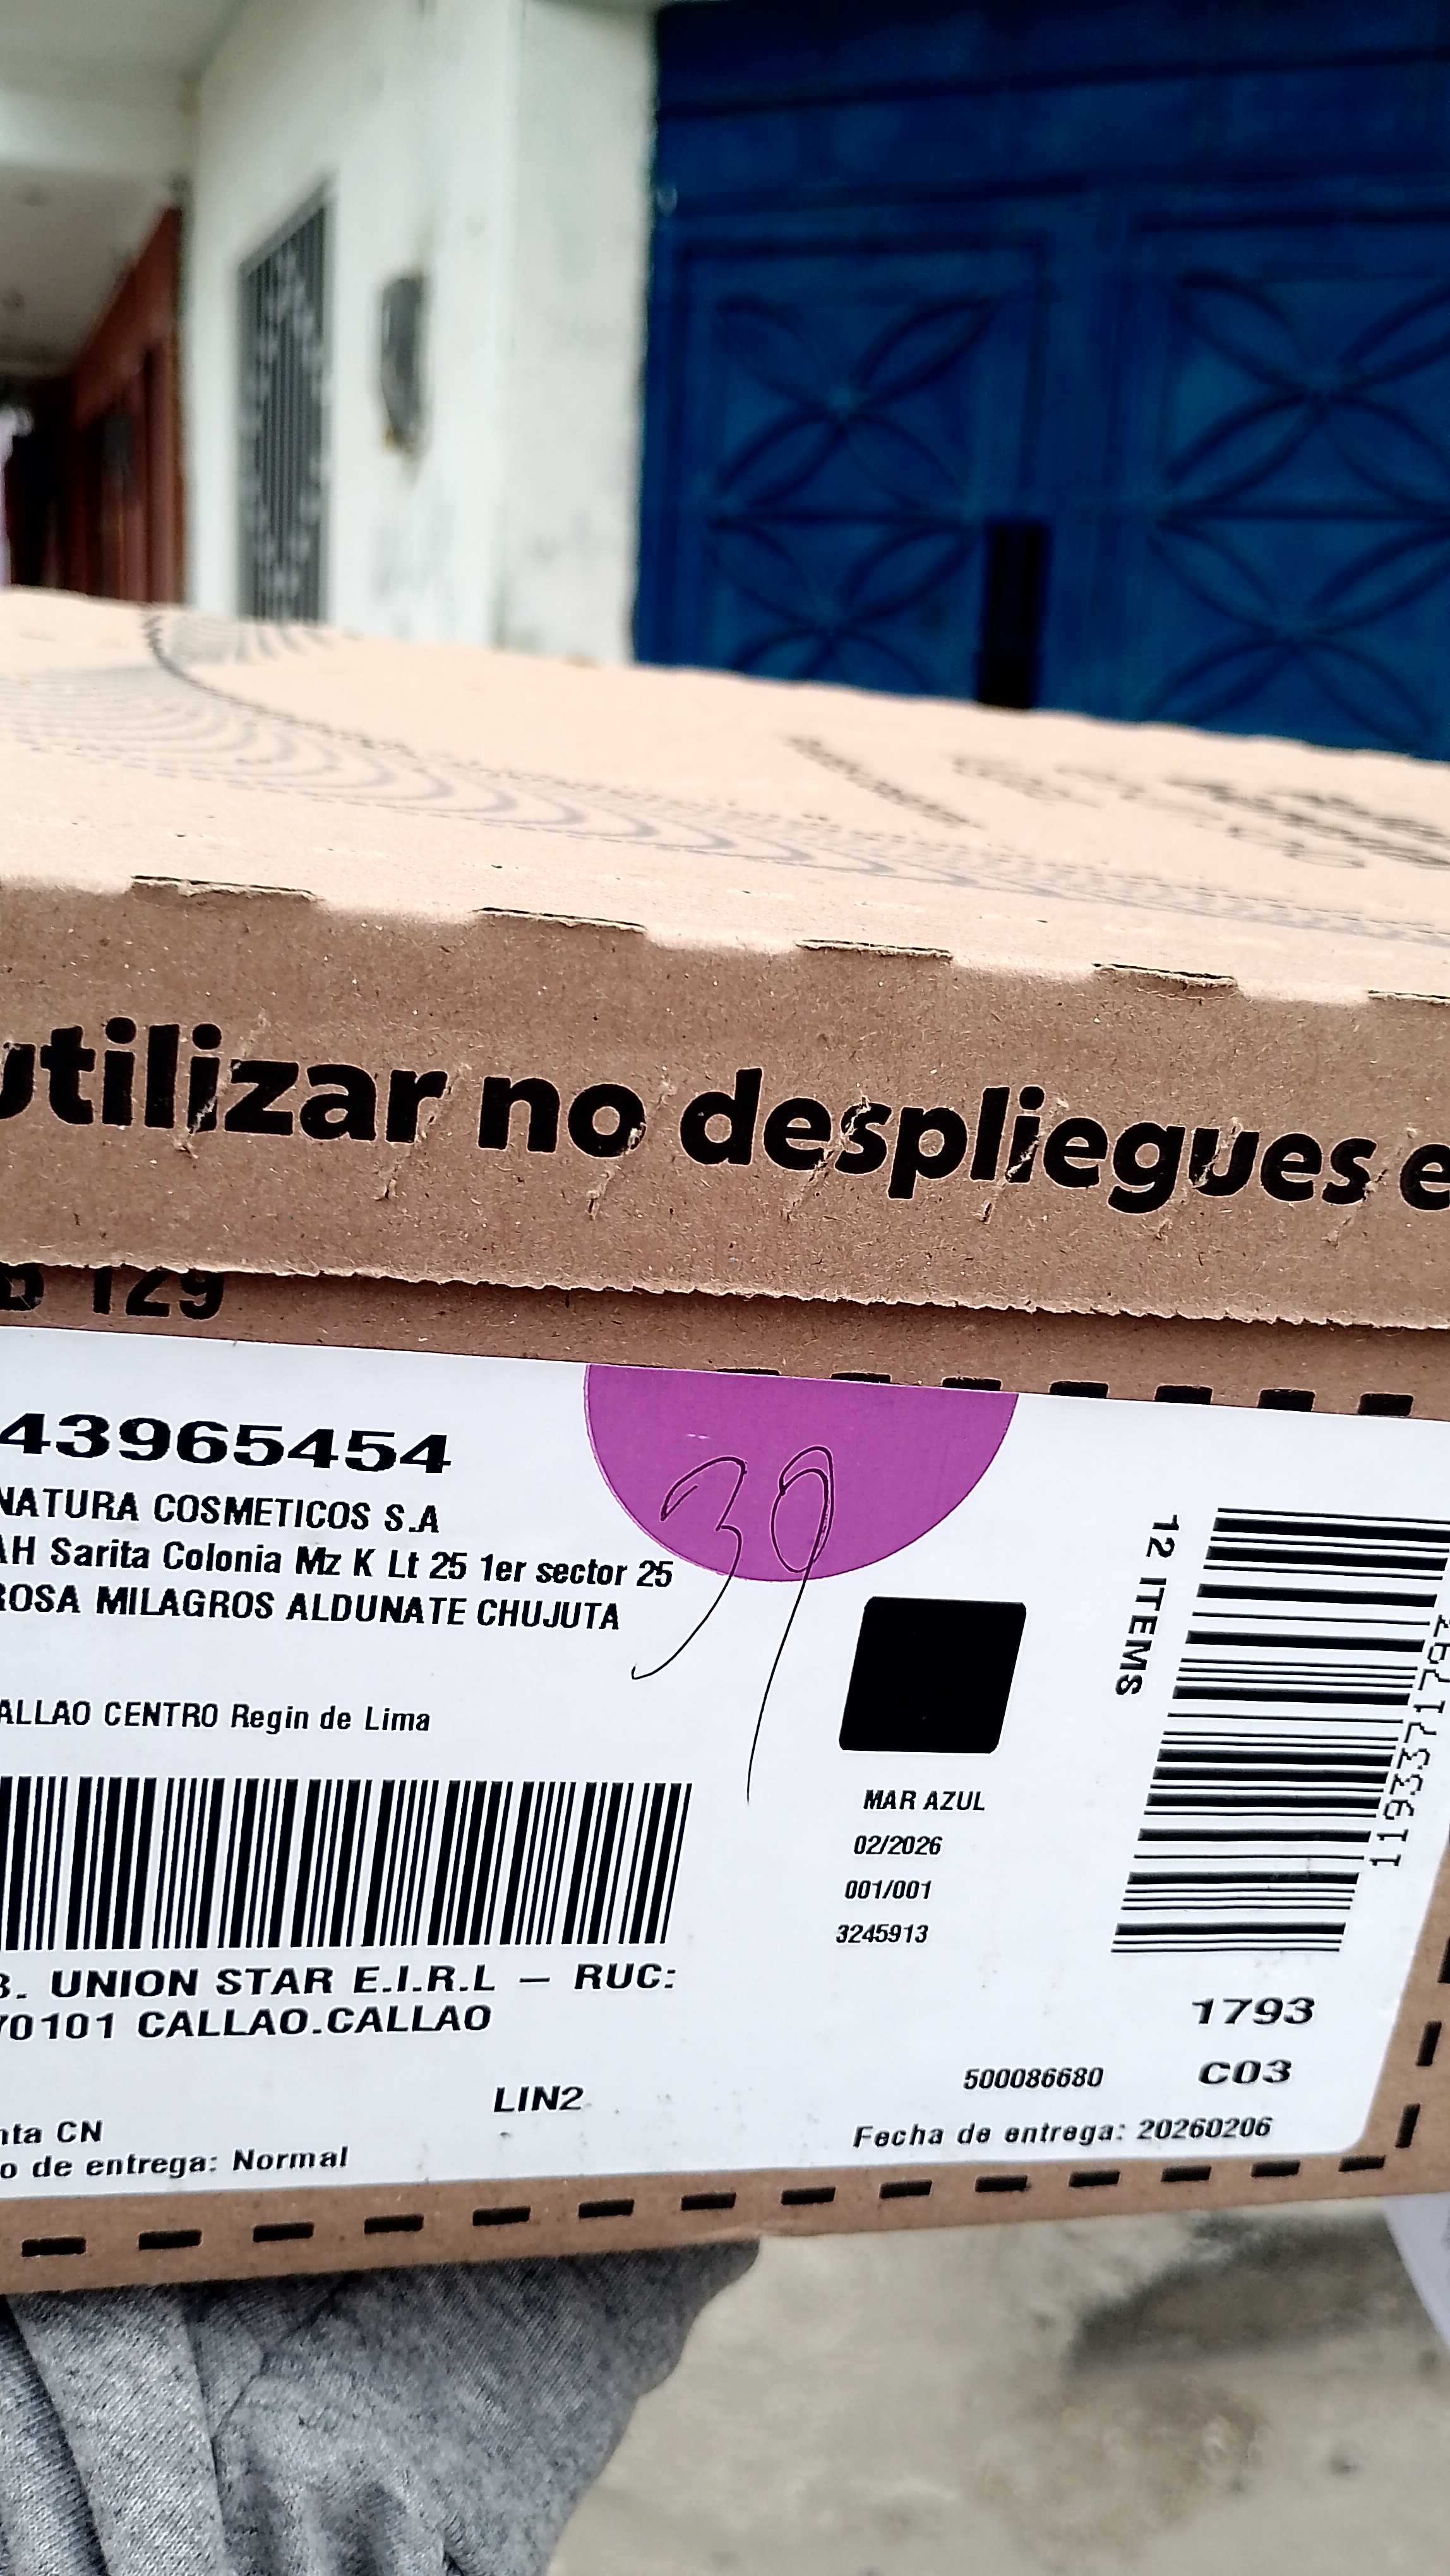 utilizar no despliegues e
129
43965454
NATURA COSMETICOS S.A
AH Sarita Colonia Mz K Lt 25 1er sector 25
ROSA MILAGROS ALDUNATE CHUJUTA
ALLAO CENTRO Regin de Lima
39
12 ITEMS
MAR AZUL
02/2026
001/001
3245913
3. UNION STAR E.I.R.L – RUC:
70101 CALLAO.CALLAO
1793
C03
500086680
LIN2
nta CN
o de entrega: Normal
Fecha de entrega: 20260206